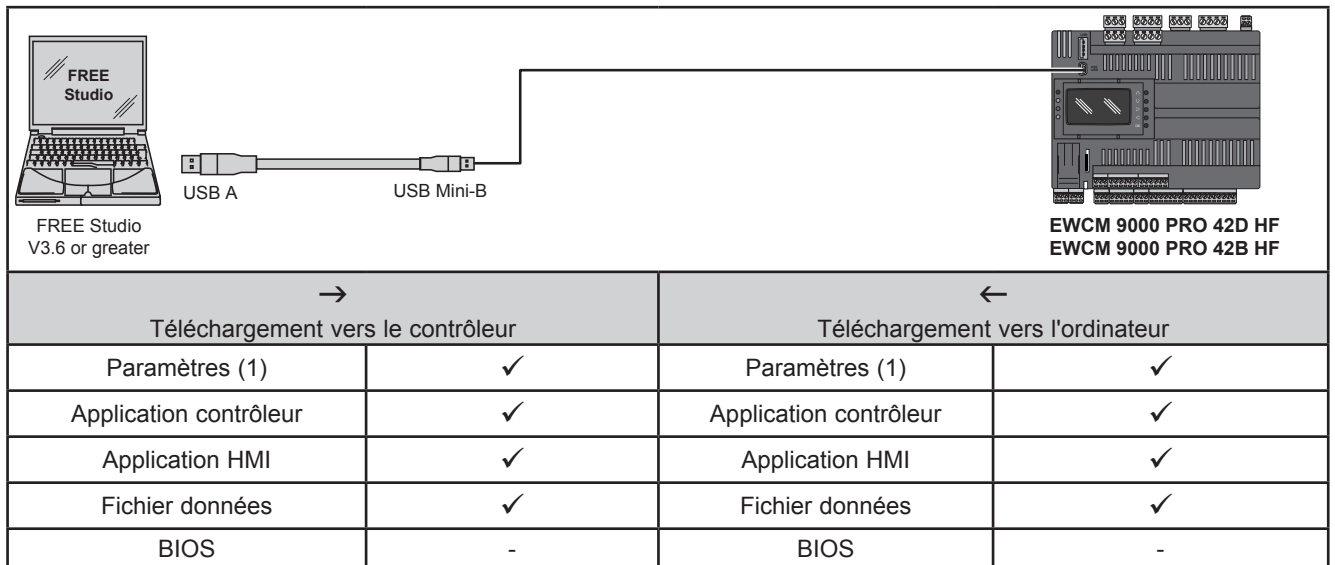 FREE
Studio
USB A
USB Mini-B
FREE Studio
V3.6 or greater
EWCM 9000 PRO 42D HF
EWCM 9000 PRO 42B HF
→ ←
Téléchargement vers le contrôleur Téléchargement vers l'ordinateur
Paramètres (1) ✓ Paramètres (1) ✓
Application contrôleur ✓ Application contrôleur ✓
Application HMI ✓ Application HMI ✓
Fichier données ✓ Fichier données ✓
BIOS - BIOS -